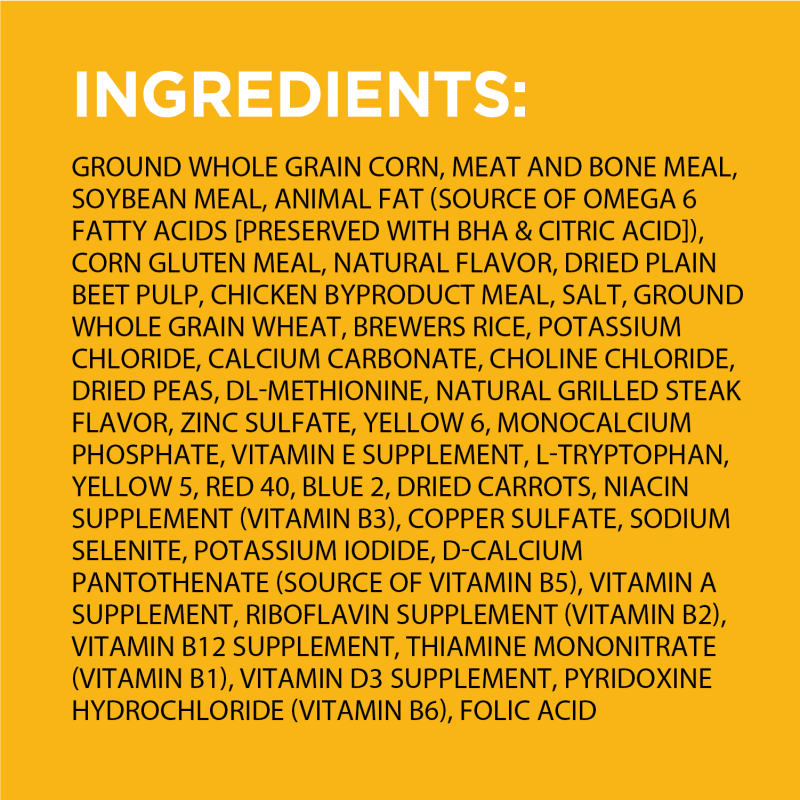 INGREDIENTS:
GROUND WHOLE GRAIN CORN, MEAT AND BONE MEAL,
SOYBEAN MEAL, ANIMAL FAT (SOURCE OF OMEGA 6
FATTY ACIDS [PRESERVED WITH BHA & CITRIC ACID]),
CORN GLUTEN MEAL, NATURAL FLAVOR, DRIED PLAIN
BEET PULP, CHICKEN BYPRODUCT MEAL, SALT, GROUND
WHOLE GRAIN WHEAT, BREWERS RICE, POTASSIUM
CHLORIDE, CALCIUM CARBONATE, CHOLINE CHLORIDE,
DRIED PEAS, DL-METHIONINE, NATURAL GRILLED STEAK
FLAVOR, ZINC SULFATE, YELLOW 6, MONOCALCIUM
PHOSPHATE, VITAMIN E SUPPLEMENT, L-TRYPTOPHAN,
YELLOW 5, RED 40, BLUE 2, DRIED CARROTS, NIACIN
SUPPLEMENT (VITAMIN B3), COPPER SULFATE, SODIUM
SELENITE, POTASSIUM IODIDE, D-CALCIUM
PANTOTHENATE (SOURCE OF VITAMIN B5), VITAMIN A
SUPPLEMENT, RIBOFLAVIN SUPPLEMENT (VITAMIN B2),
VITAMIN B12 SUPPLEMENT, THIAMINE MONONITRATE
(VITAMIN B1), VITAMIN D3 SUPPLEMENT, PYRIDOXINE
HYDROCHLORIDE (VITAMIN B6), FOLIC ACID